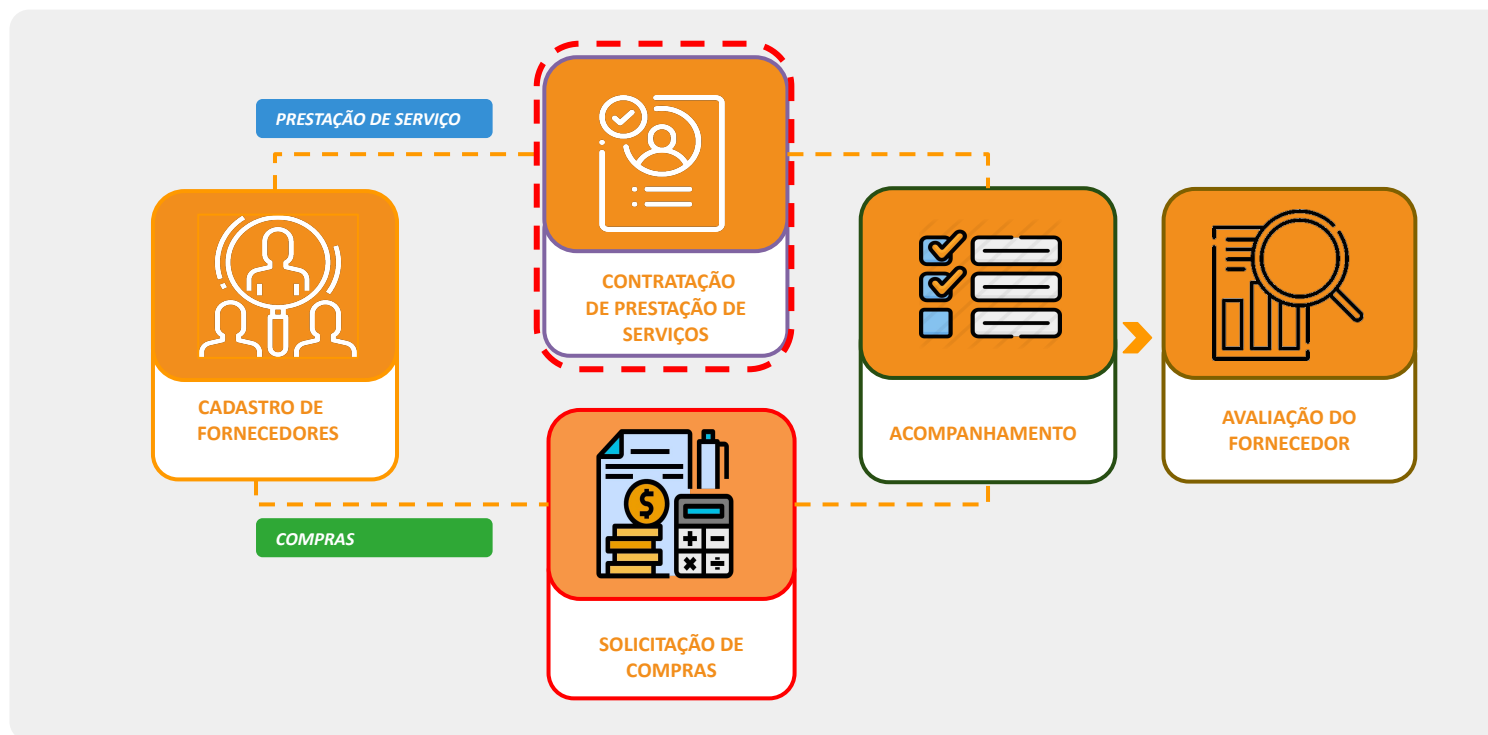 PRESTAÇÃO DE SERVIÇO
CONTRATAÇÃO
DE PRESTAÇÃO DE
SERVIÇOS
CADASTRO DE
FORNECEDORES
ACOMPANHAMENTO
AVALIAÇÃO DO
FORNECEDOR
COMPRAS
SOLICITAÇÃO DE
COMPRAS